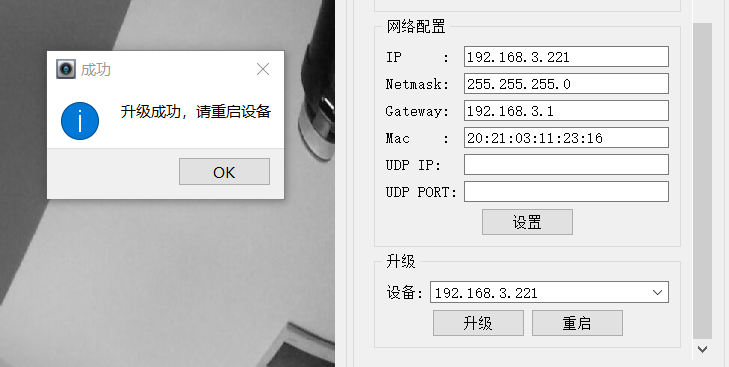 成功
升级成功，请重启设备
OK
网络配置
IP : 192.168.3.221
Netmask: 255.255.255.0
Gateway: 192.168.3.1
Mac : 20:21:03:11:23:16
UDP IP:
UDP PORT:
设置
升级
设备: 192.168.3.221
升级 重启